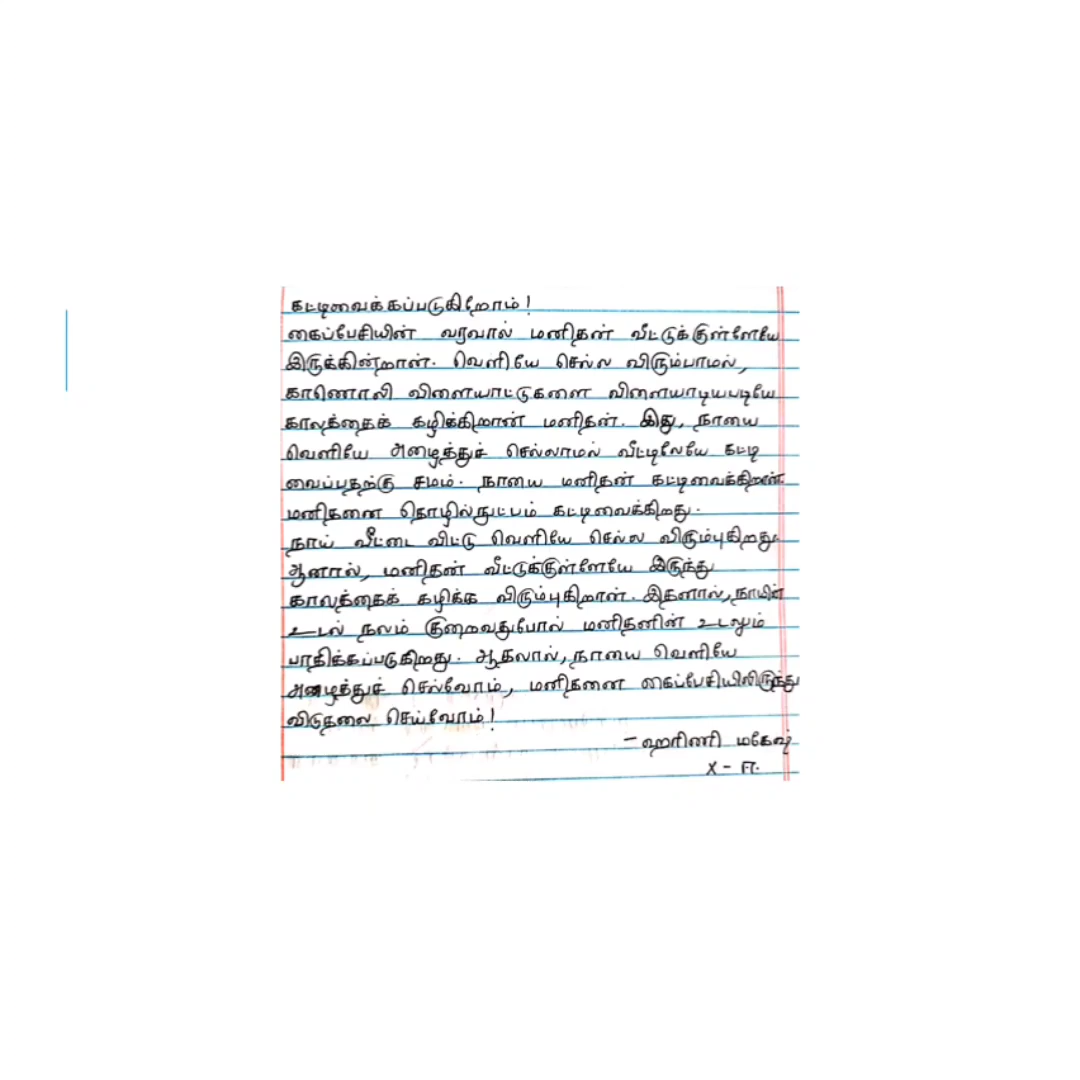 கட்டிவைக்கப்படுகிறோம்!
கைப்பேசியின் வரவால் மனிதன் வீட்டுக்குள்ளேயே
இருக்கின்றான். வெளியே செல்ல விரும்பாமல்,
காணொலி விளையாட்டுகளை விளையாடியபடியே
காலத்தைக் கழிக்கிறான் மனிதன். இது, நாயை
வெளியே அழைத்துச் செல்லாமல் வீட்டிலேயே கட்டி
வைப்பதற்கு சமம். நாயை மனிதன் கட்டிவைக்கிறான்.
மனிதனை தொழில்நுட்பம் கட்டிவைக்கிறது.
நாய் வீட்டை விட்டு வெளியே செல்ல விரும்புகிறது.
ஆனால், மனிதன் வீட்டுக்குள்ளேயே இருந்து
காலத்தைக் கழிக்க விரும்புகிறான். இதனால், நாயின்
உடல் நலம் குறைவதுபோல் மனிதனின் உடலும்
பாதிக்கப்படுகிறது. ஆதலால், நாயை வெளியே
அழைத்துச் செல்வோம், மனிதனை கைப்பேசியிலிருந்து
விடுதலை செய்வோம்!
- ஹரிணி மகேஷ்
X - ஈ.